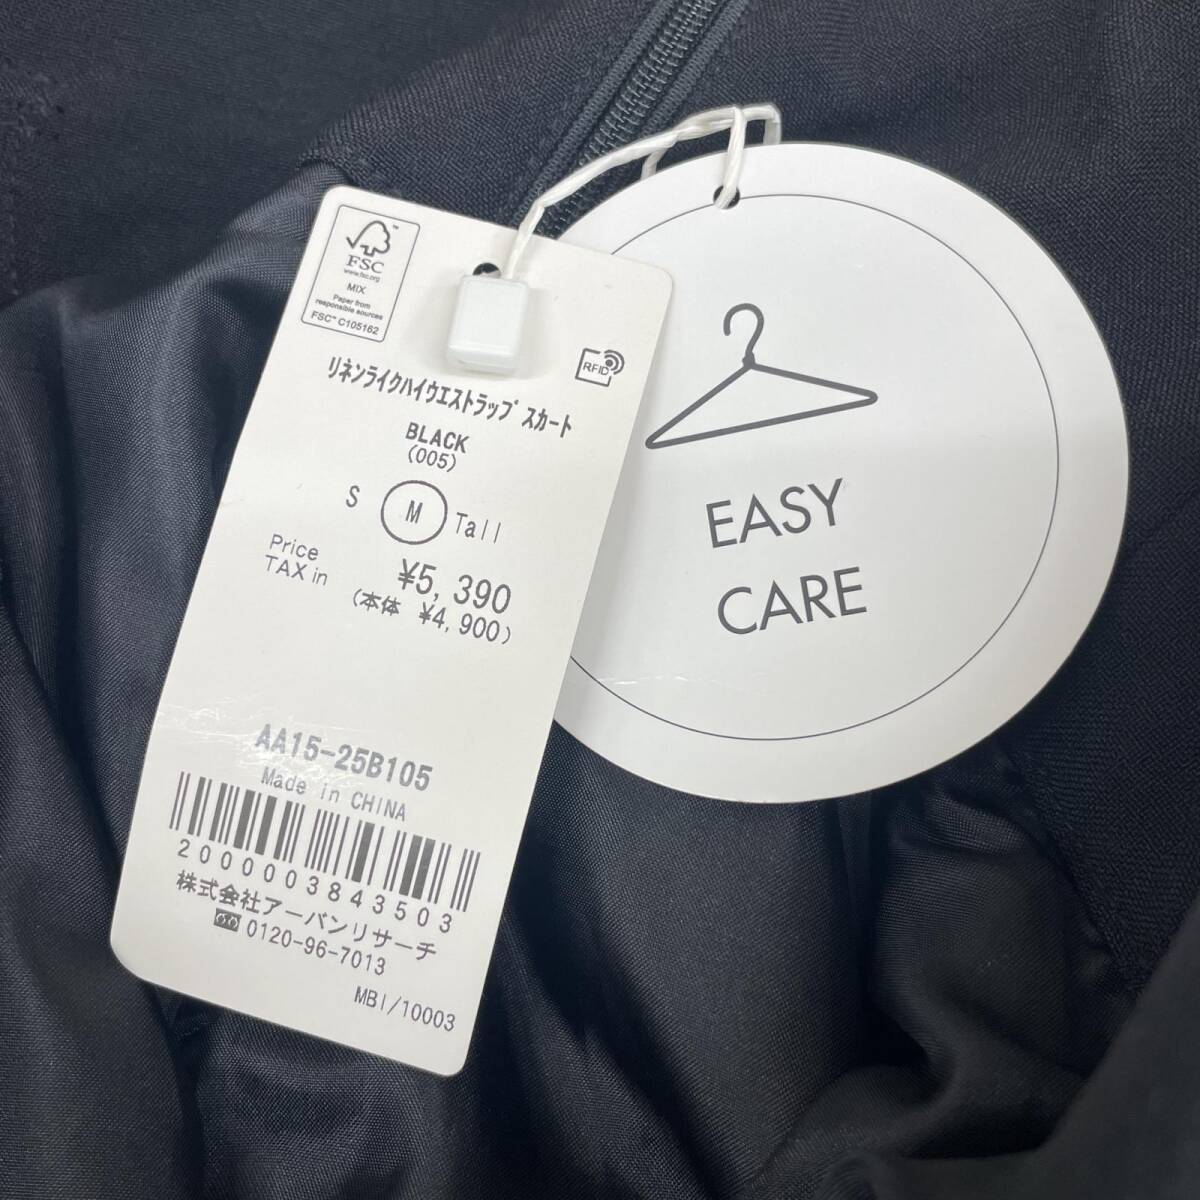 FSC™
www.fsc.org
MIX
Paper from
responsible sources
FSC™ C105162
RFID
リネンライクハイウエストラップ スカート
BLACK
(005)
S M Tall
Price
TAX in
¥5,390
(本体 ¥4,900)
AA15-25B105
Made in CHINA
2000003843503
株式会社アーバンリサーチ
0120-96-7013
MBI/10003
EASY
CARE